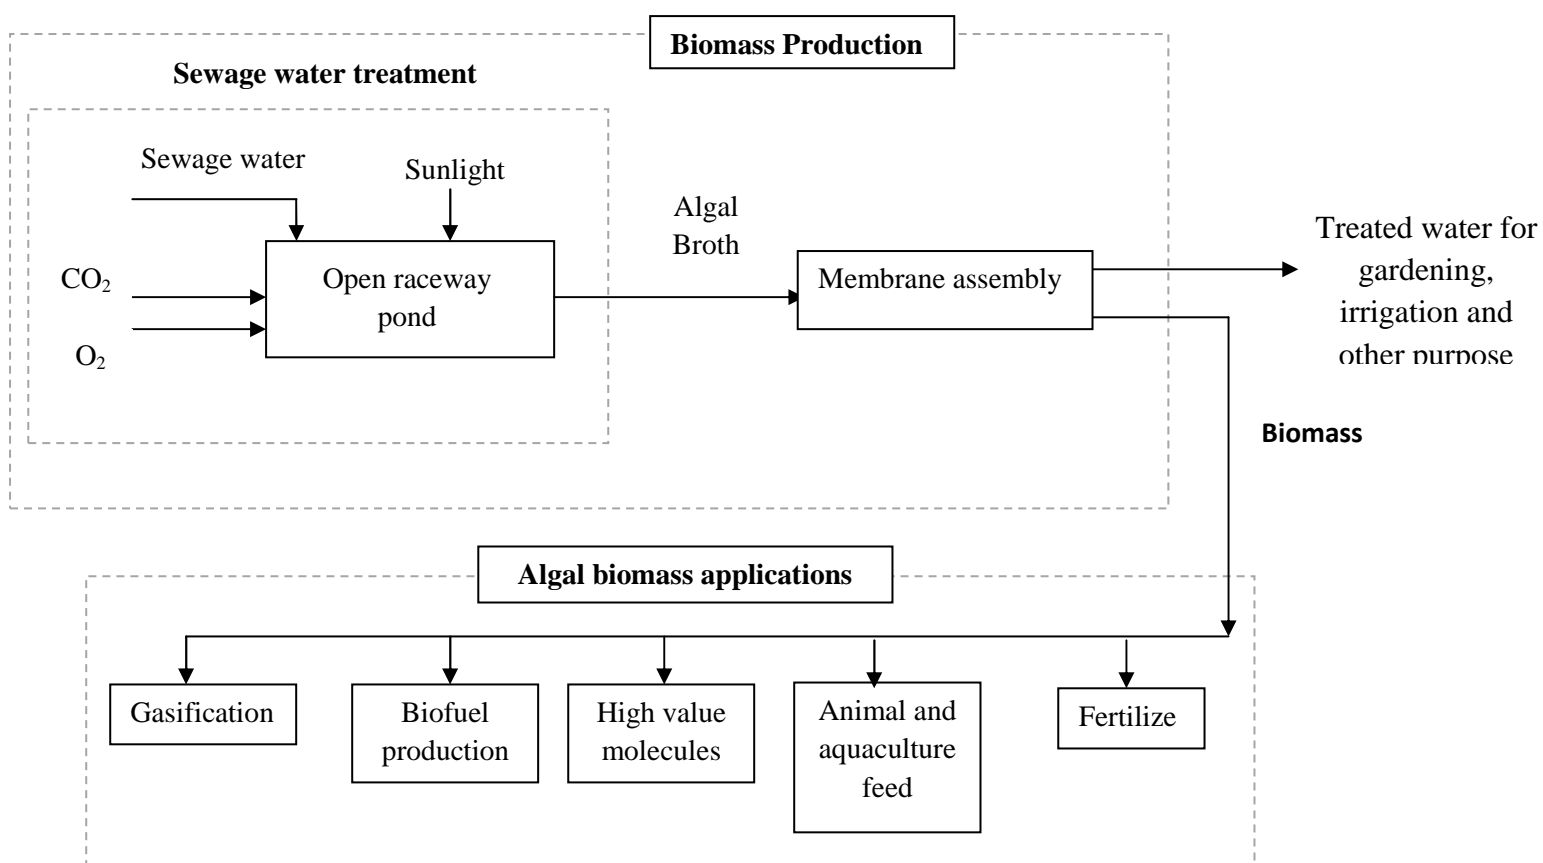 Biomass Production
Sewage water treatment
Sewage water
Sunlight
CO₂
O₂
Open raceway
pond
Algal
Broth
Membrane assembly
Treated water for
gardening,
irrigation and
other purpose
Biomass
Algal biomass applications
Gasification
Biofuel
production
High value
molecules
Animal and
aquaculture
feed
Fertilize